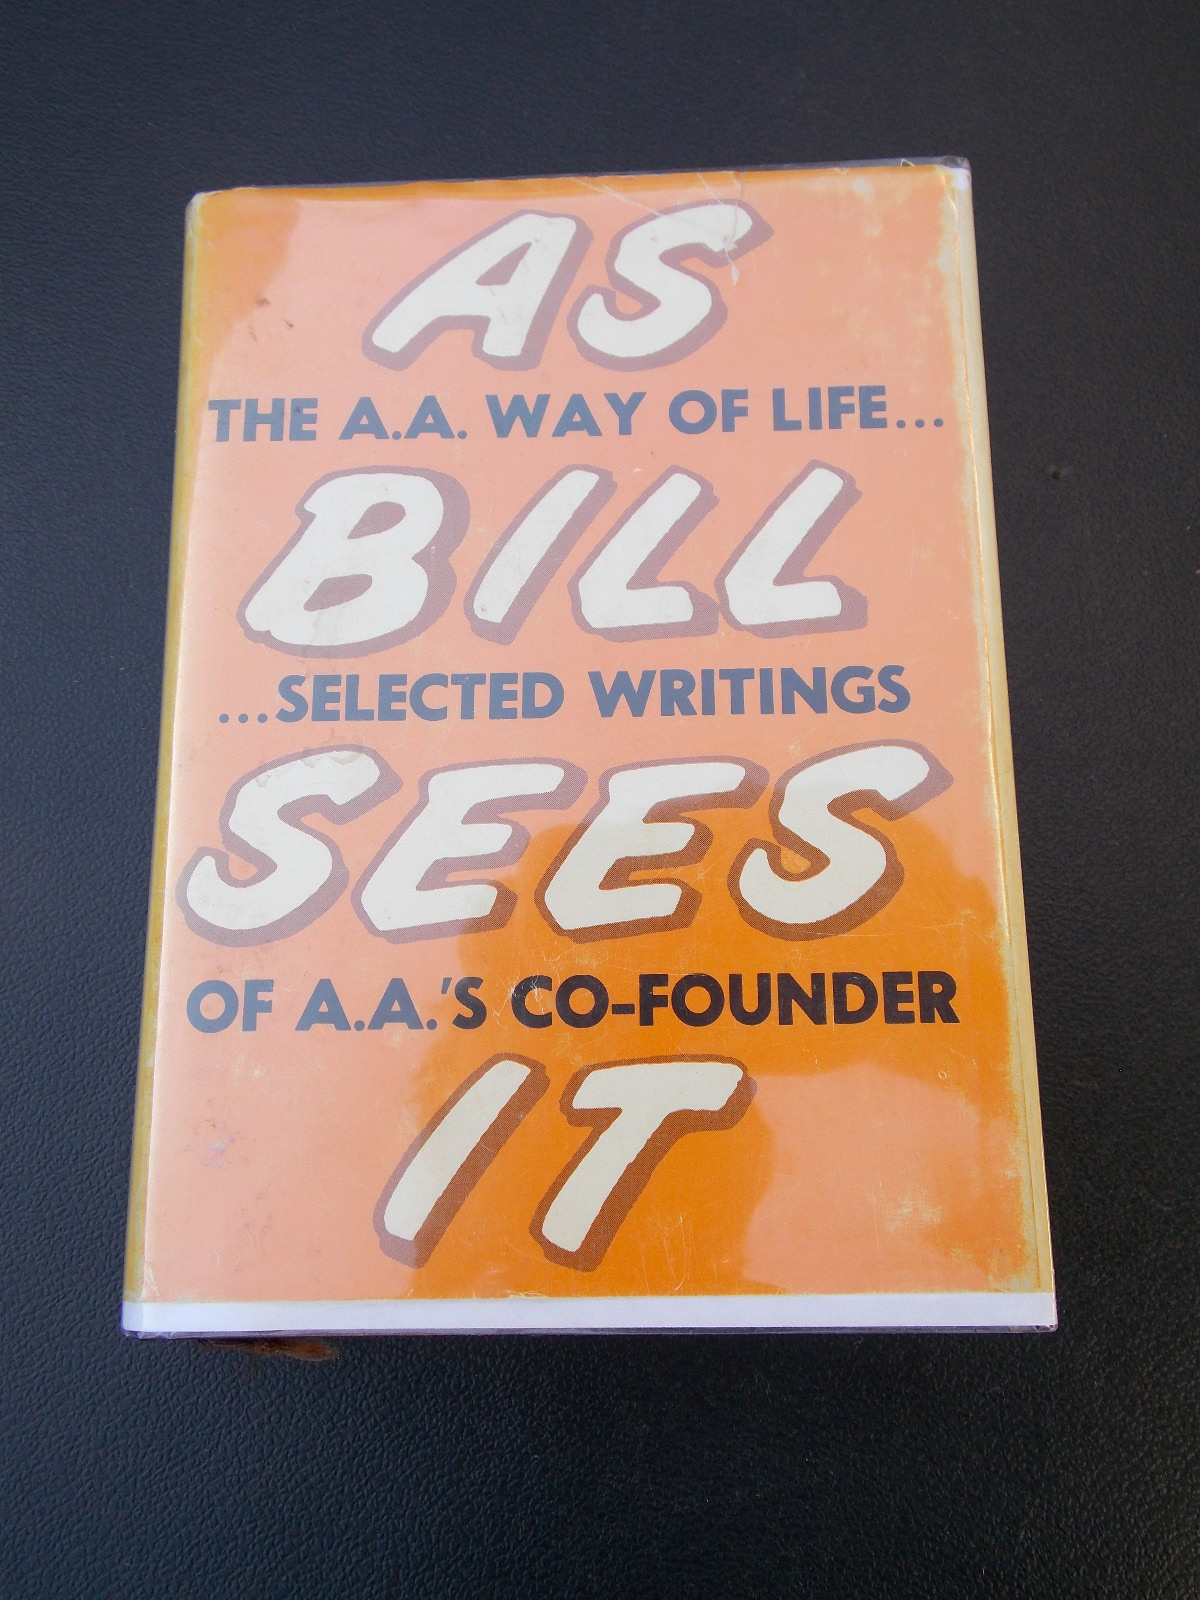 AS
THE A.A. WAY OF LIFE...
BILL
...SELECTED WRITINGS
SEES
OF A.A.'S CO-FOUNDER
IT